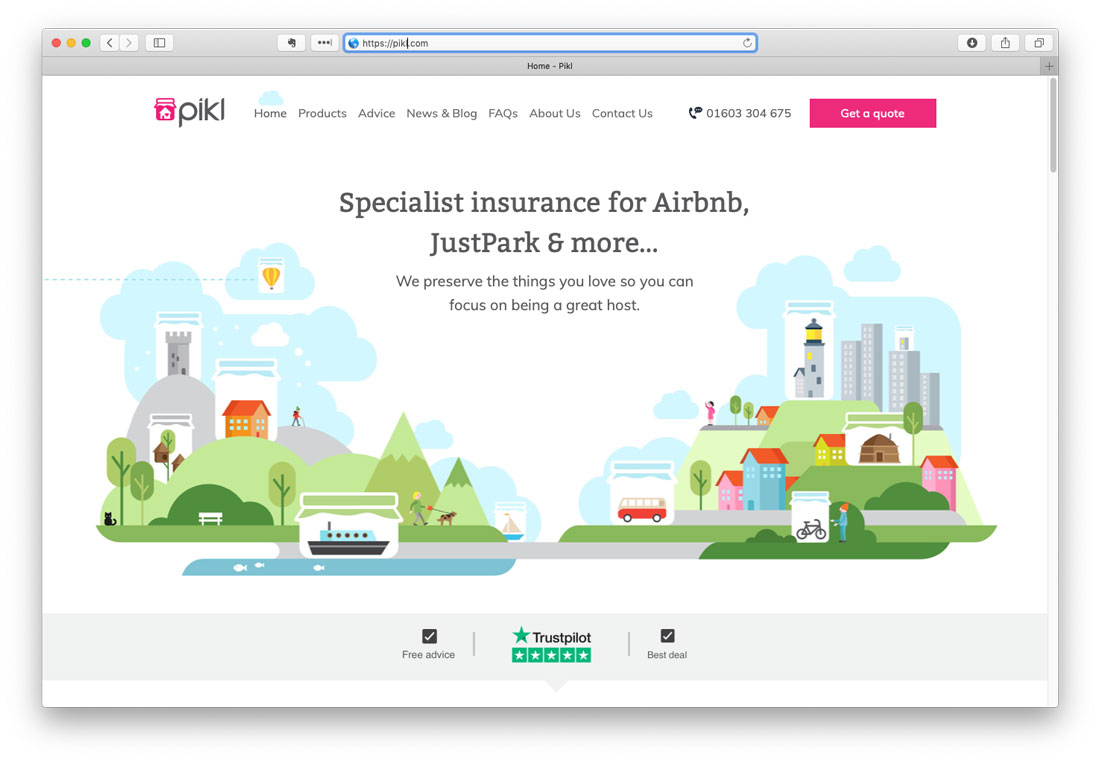 https://pikl.com
Home - Pikl
pikl
Home Products Advice News & Blog FAQs About Us Contact Us 01603 304 675 Get a quote
Specialist insurance for Airbnb,
JustPark & more...
We preserve the things you love so you can
focus on being a great host.
Trustpilot
Free advice
Best deal